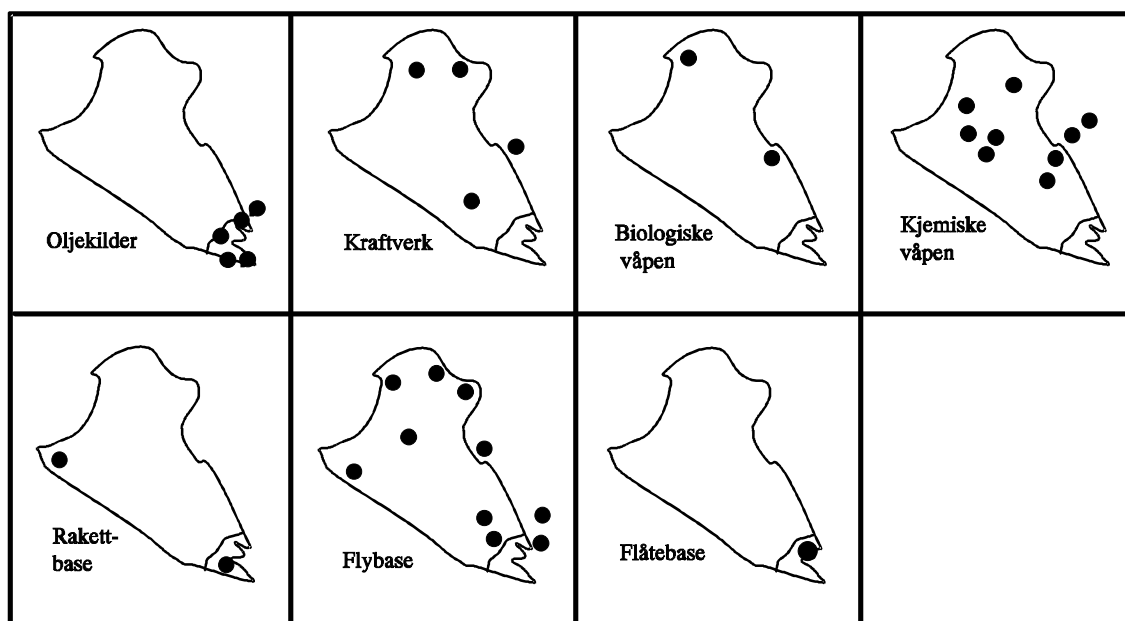 Oljekilder
Kraftverk
Biologiske
våpen
Kjemiske
våpen
Rakett-
base
Flybase
Flåtebase